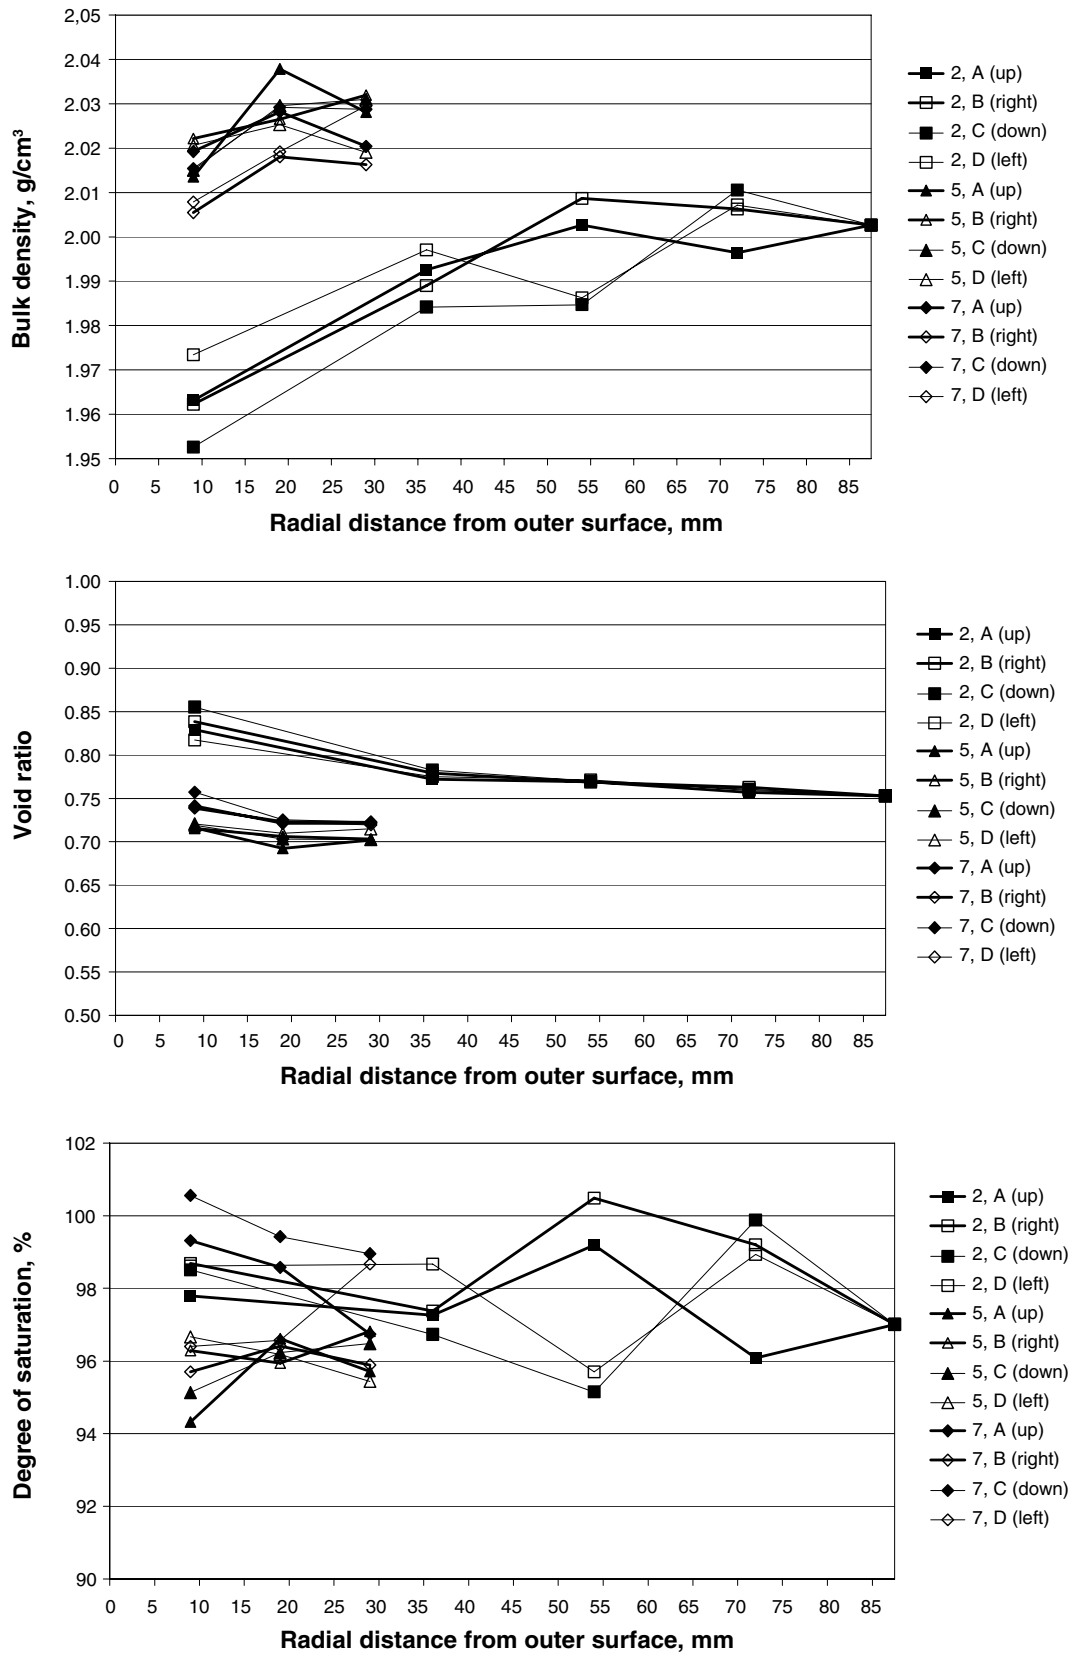 2,05
2.04
2.03
2.02
2.01
2.00
1.99
1.98
1.97
1.96
1.95
Bulk density, g/cm³
0 5 10 20 20 30 30 40 40 50 50 60 60 70 75 80 85
Radial distance from outer surface, mm
2, A (up)
2, B (right)
2, C (down)
2, D (left)
5, A (up)
5, B (right)
5, C (down)
5, D (left)
7, A (up)
7, B (right)
7, C (down)
7, D (left)
1.00
0.95
0.90
0.85
0.80
0.75
0.70
0.65
0.60
0.55
0.50
Void ratio
0 5 10 15 20 25 30 35 40 45 50 55 60 65 70 75 80 85
Radial distance from outer surface, mm
2, A (up)
2, B (right)
2, C (down)
2, D (left)
5, A (up)
5, B (right)
5, C (down)
5, D (left)
7, A (up)
7, B (right)
7, C (down)
7, D (left)
102
100
98
96
94
92
90
Degree of saturation, %
0 5 10 15 20 25 30 35 40 45 50 55 60 65 70 75 80 85
Radial distance from outer surface, mm
2, A (up)
2, B (right)
2, C (down)
2, D (left)
5, A (up)
5, B (right)
5, C (down)
5, D (left)
7, A (up)
7, B (right)
7, C (down)
7, D (left)